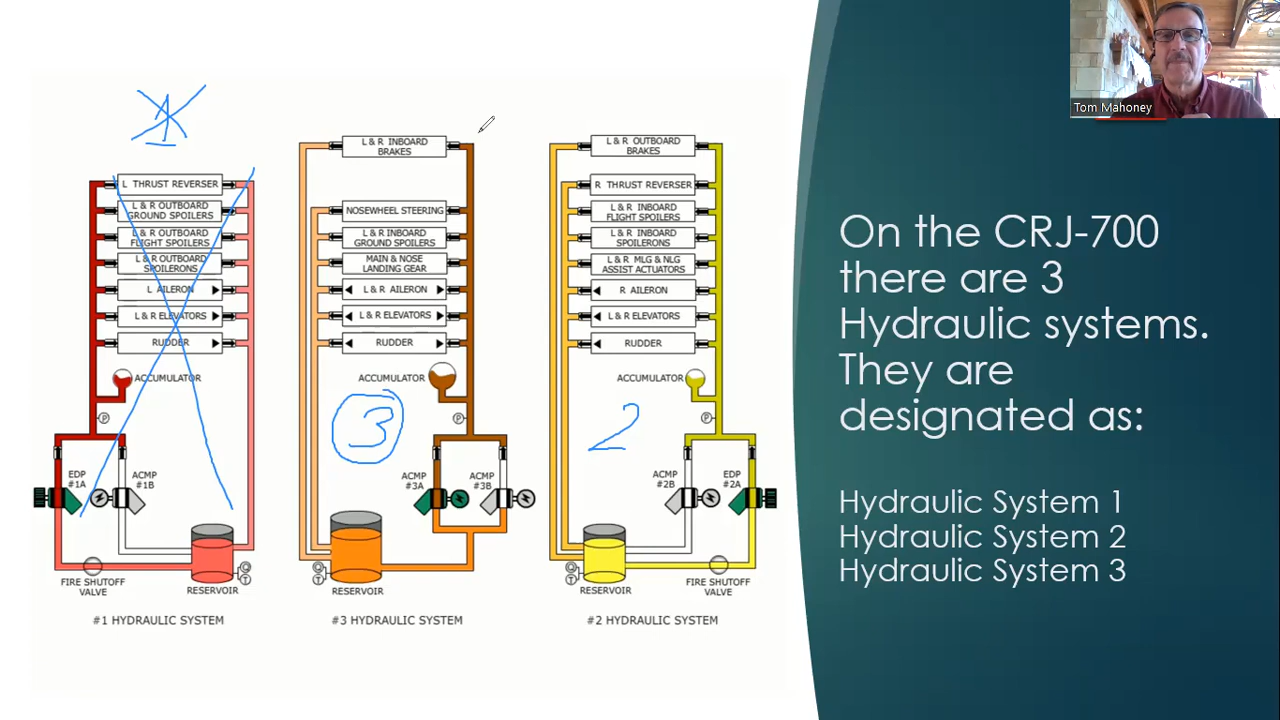 1
L THRUST REVERSER
L & R OUTBOARD
GROUND SPOILERS
L & R OUTBOARD
FLIGHT SPOILERS
L & R OUTBOARD
SPOILERONS
L AILERON
L & R ELEVATORS
RUDDER
ACCUMULATOR
P
EDP
#1A
ACMP
#1B
FIRE SHUTOFF
VALVE
RESERVOIR
Q
T
#1 HYDRAULIC SYSTEM
L & R INBOARD
BRAKES
NOSEWHEEL STEERING
L & R INBOARD
GROUND SPOILERS
MAIN & NOSE
LANDING GEAR
L & R AILERON
L & R ELEVATORS
RUDDER
ACCUMULATOR
3
P
ACMP
#3A
ACMP
#3B
Q
T
RESERVOIR
#3 HYDRAULIC SYSTEM
L & R OUTBOARD
BRAKES
R THRUST REVERSER
L & R INBOARD
FLIGHT SPOILERS
L & R INBOARD
SPOILERONS
L & R MLG & NLG
ASSIST ACTUATORS
R AILERON
L & R ELEVATORS
RUDDER
ACCUMULATOR
2
P
ACMP
#2B
EDP
#2A
Q
T
RESERVOIR
FIRE SHUTOFF
VALVE
#2 HYDRAULIC SYSTEM
Tom Mahoney
On the CRJ-700
there are 3
Hydraulic systems.
They are
designated as:
Hydraulic System 1
Hydraulic System 2
Hydraulic System 3